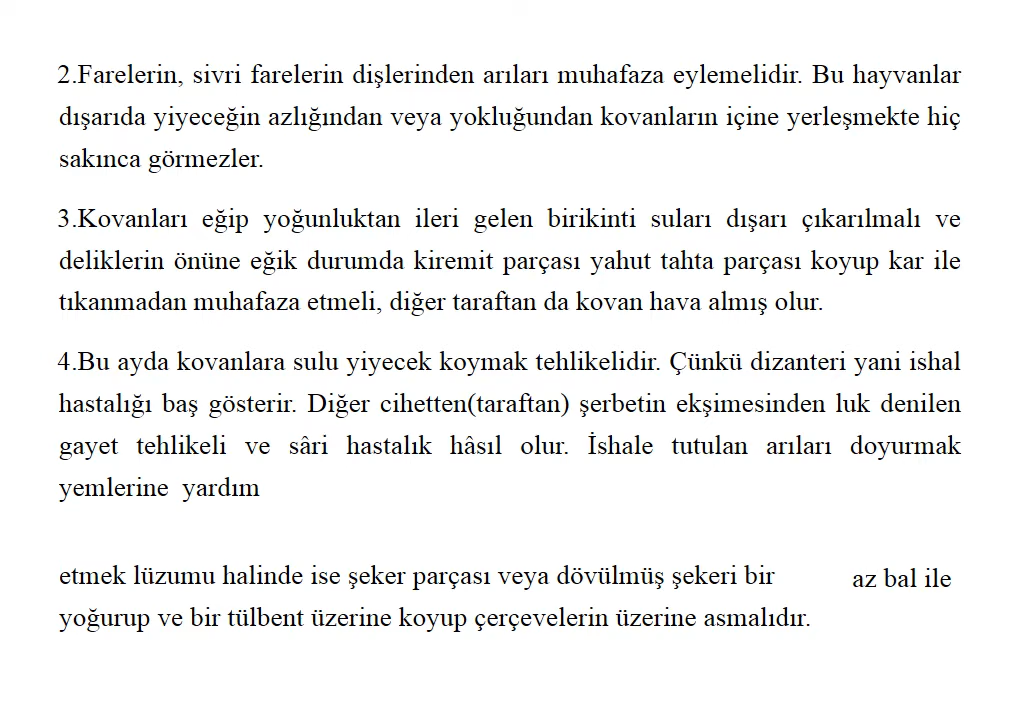 2.Farelerin, sivri farelerin dişlerinden arıları muhafaza eylemelidir. Bu hayvanlar
dışarıda yiyeceğin azlığından veya yokluğundan kovanların içine yerleşmekte hiç
sakınca görmezler.
3.Kovanları eğip yoğunluktan ileri gelen birikinti suları dışarı çıkarılmalı ve
deliklerin önüne eğik durumda kiremit parçası yahut tahta parçası koyup kar ile
tıkanmadan muhafaza etmeli, diğer taraftan da kovan hava almış olur.
4.Bu ayda kovanlara sulu yiyecek koymak tehlikelidir. Çünkü dizanteri yani ishal
hastalığı baş gösterir. Diğer cihetten(taraftan) şerbetin ekşimesinden luk denilen
gayet tehlikeli ve sâri hastalık hâsıl olur. İshale tutulan arıları doyurmak
yemlerine yardım
etmek lüzumu halinde ise şeker parçası veya dövülmüş şekeri bir az bal ile
yoğurup ve bir tülbent üzerine koyup çerçevelerin üzerine asmalıdır.